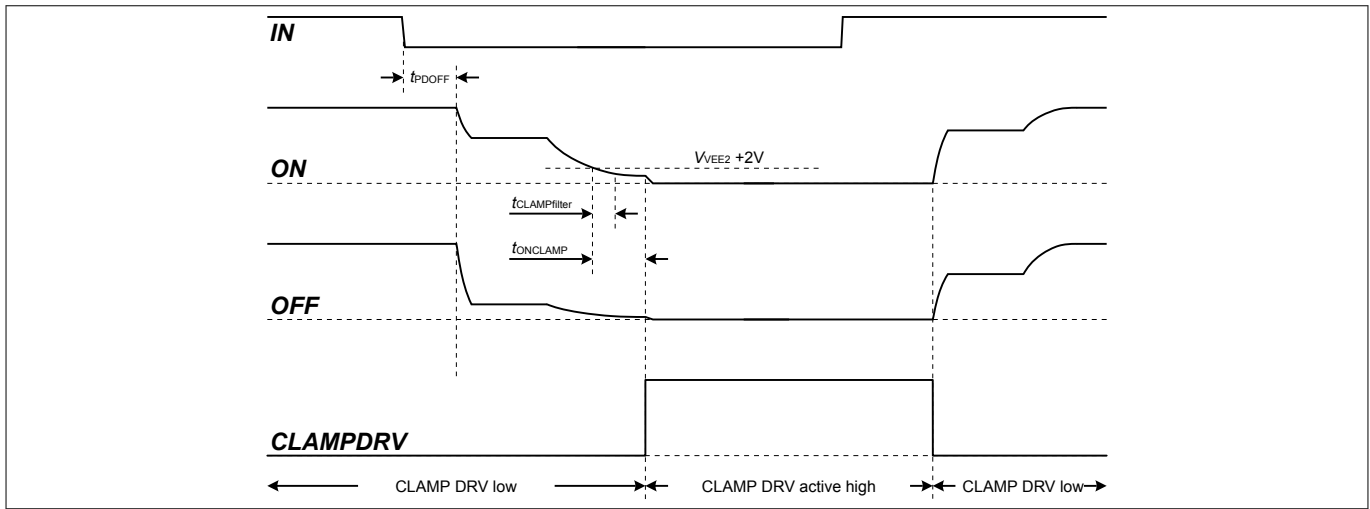 IN
tPDOFF
VVEE2 +2V
ON
tCLAMPfilter
tONCLAMP
OFF
CLAMPDRV
CLAMP DRV low CLAMP DRV active high CLAMP DRV low